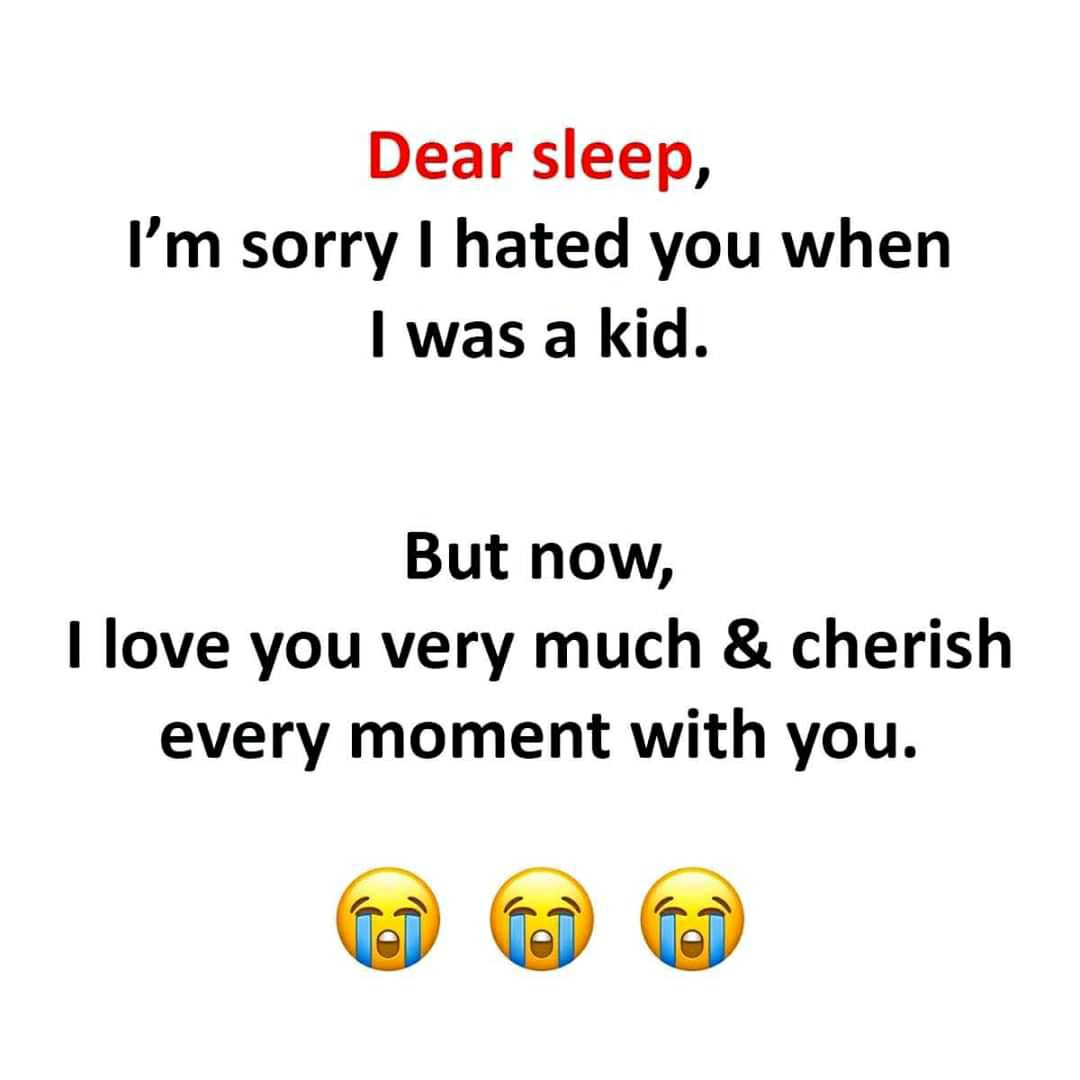 Dear sleep,
I’m sorry I hated you when
I was a kid.
But now,
I love you very much & cherish
every moment with you.
😭 😭 😭